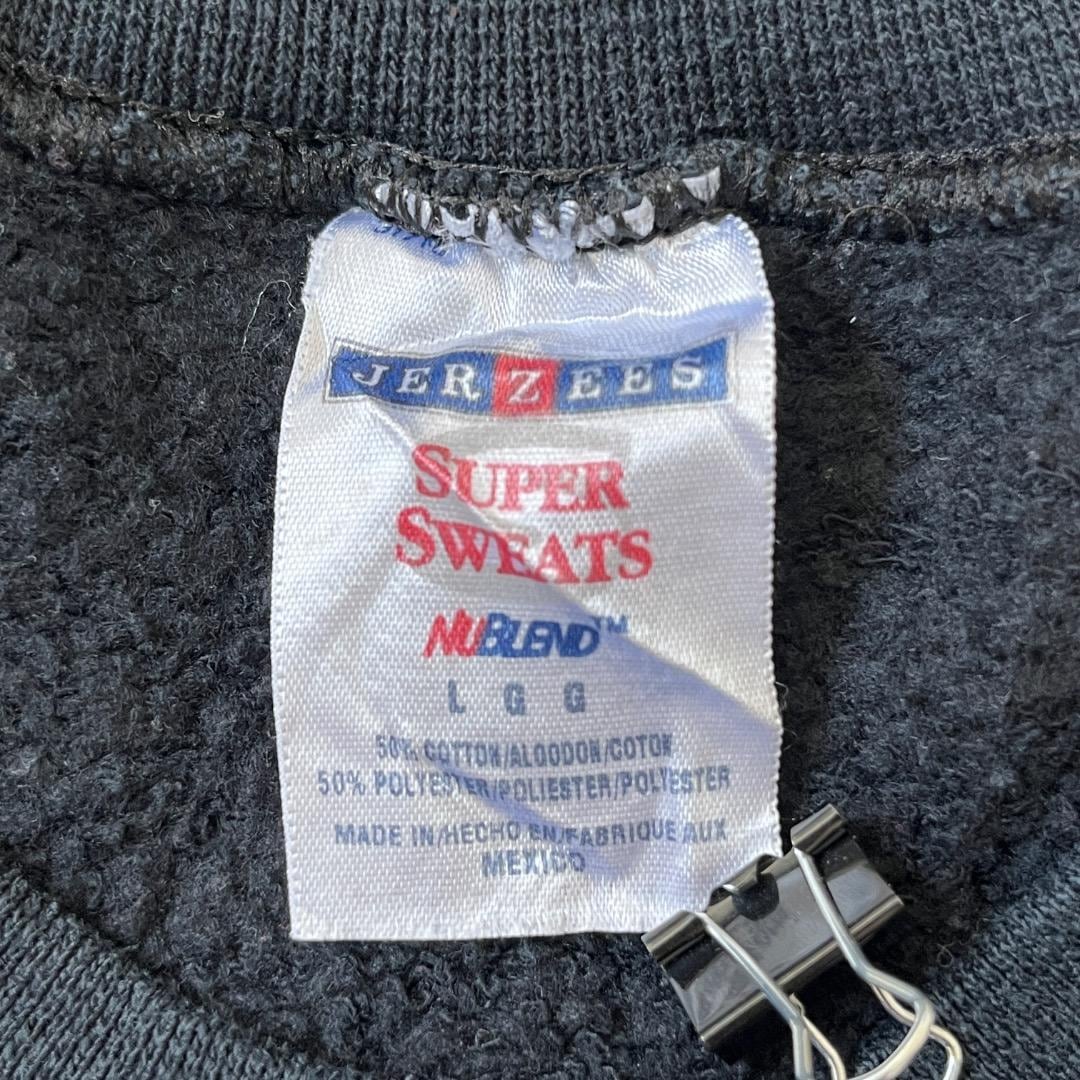 JERZEES
SUPER
SWEATS
NUBLEND™
L G G
50% COTTON/ALGODON/COTON
50% POLYESTER/POLIESTER/POLYESTER
MADE IN/HECHO EN/FABRIQUE AUX
MEXICO